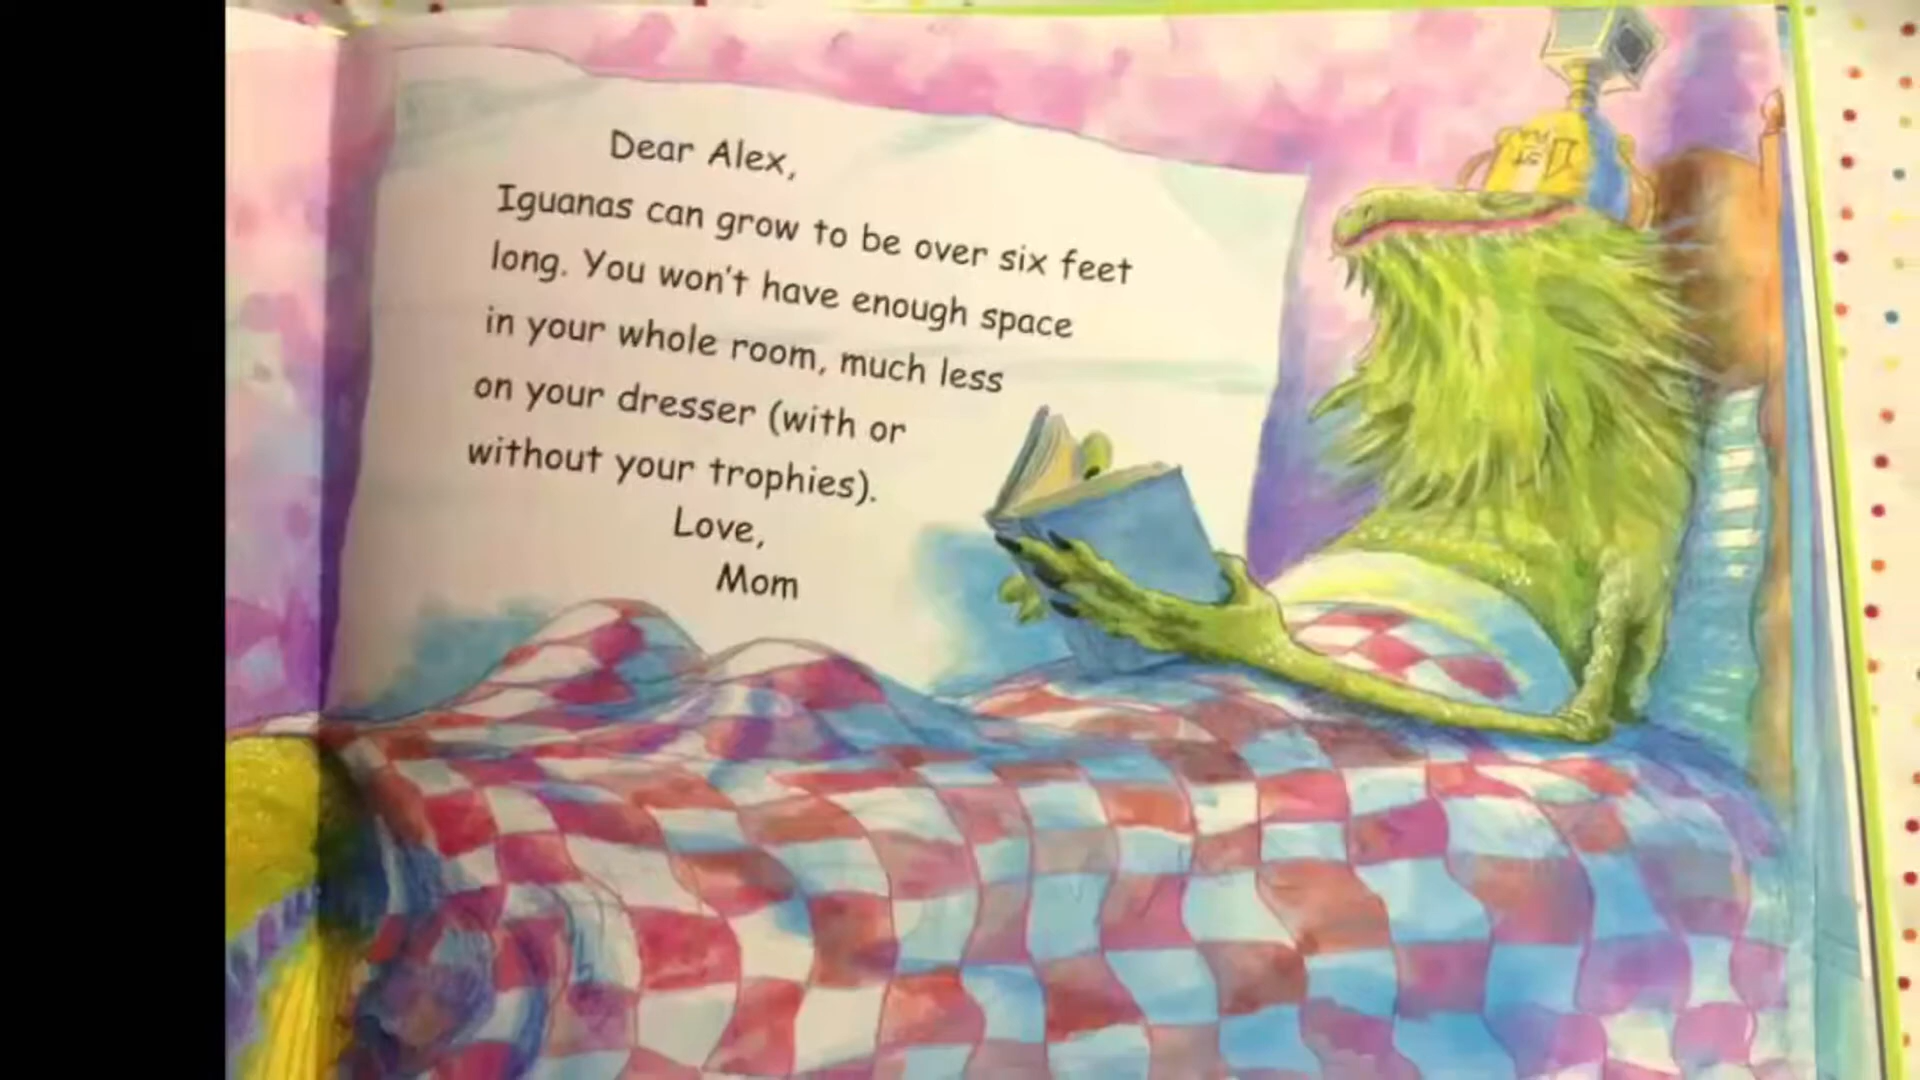 Dear Alex,
Iguanas can grow to be over six feet
long. You won't have enough space
in your whole room, much less
on your dresser (with or
without your trophies).
Love,
Mom